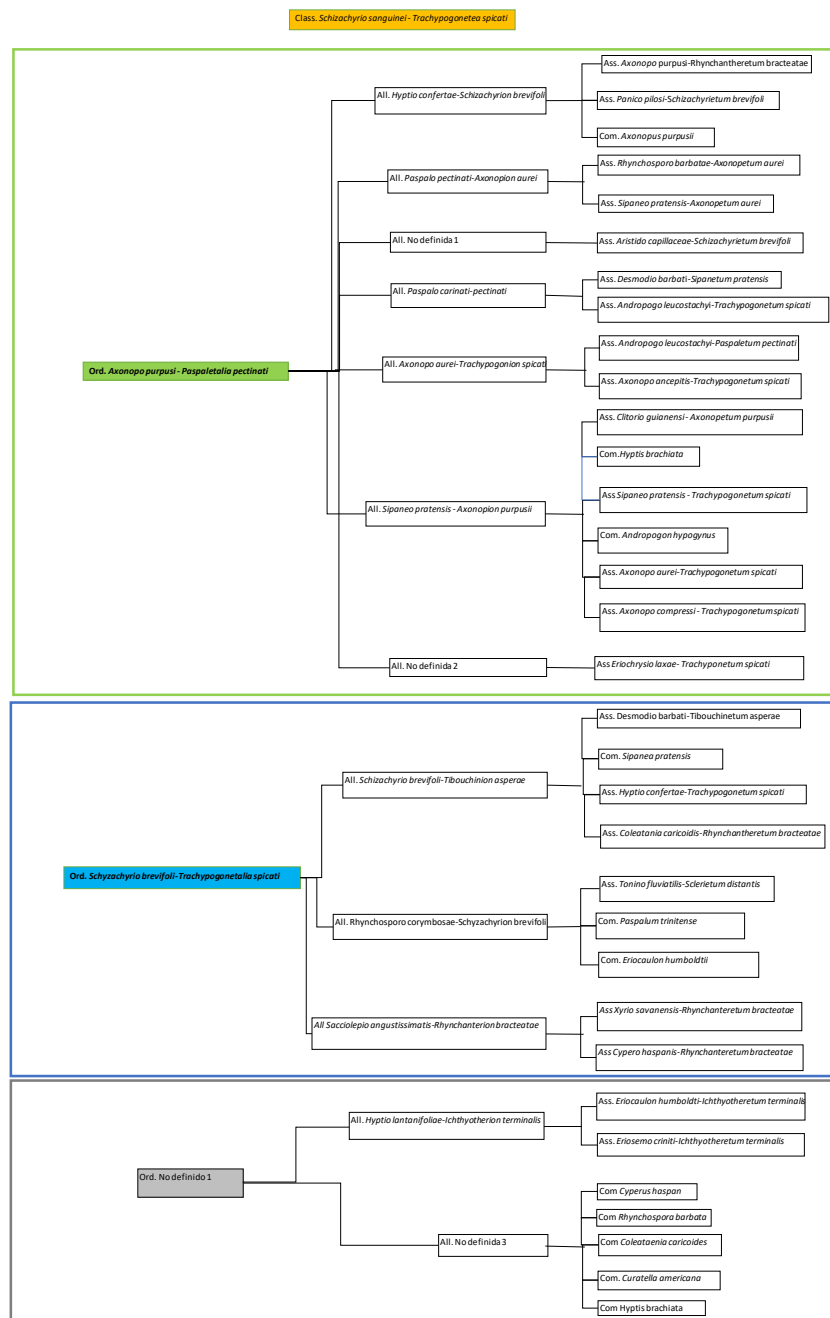 Class. Schizachyrio sanguinei - Trachypogonetea spicati
Ord. Axonopo purpusi - Paspaletalia pectinati
All. Hyptio confertae-Schizachyrion brevifoli
Ass. Axonopo purpusi-Rhynchantheretum bracteatae
Ass. Panico pilosi-Schizachyrietum brevifoli
Com. Axonopus purpusii
All. Paspalo pectinati-Axonopion aurei
Ass. Rhynchosporo barbatae-Axonopetum aurei
Ass. Sipaneo pratensis-Axonopetum aurei
All. No definida 1
Ass. Aristido capillaceae-Schizachyrietum brevifoli
All. Paspalo carinati-pectinati
Ass. Desmodio barbati-Sipanetum pratensis
Ass. Andropogo leucostachyi-Trachypogonetum spicati
All. Axonopo aurei-Trachypogonion spicati
Ass. Andropogo leucostachyi-Paspaletum pectinati
Ass. Axonopo ancepitis-Trachypogonetum spicati
All. Sipaneo pratensis - Axonopion purpusii
Ass. Clitorio guianensi - Axonopetum purpusii
Com.Hyptis brachiata
Ass Sipaneo pratensis - Trachypogonetum spicati
Com. Andropogon hypogynus
Ass. Axonopo aurei-Trachypogonetum spicati
Ass. Axonopo compressi - Trachypogonetum spicati
All. No definida 2
Ass Eriochrysio laxae- Trachyponetum spicati
Ord. Schyzachyrio brevifoli-Trachypogonetalia spicati
All. Schizachyrio brevifoli-Tibouchinion asperae
Ass. Desmodio barbati-Tibouchinetum asperae
Com. Sipanea pratensis
Ass. Hyptio confertae-Trachypogonetum spicati
Ass. Coleatania caricoidis-Rhynchantheretum bracteatae
All. Rhynchosporo corymbosae-Schyzachyrion brevifoli
Ass. Tonino fluviatilis-Sclerietum distantis
Com. Paspalum trinitense
Com. Eriocaulon humboldtii
All Sacciolepio angustissimatis-Rhynchanterion bracteatae
Ass Xyrio savanensis-Rhynchanteretum bracteatae
Ass Cypero haspanis-Rhynchanteretum bracteatae
Ord. No definido 1
All. Hyptio lantanifoliae-Ichthyotherion terminalis
Ass. Eriocaulon humboldti-Ichthyotheretum terminalis
Ass. Eriosemo criniti-Ichthyotheretum terminalis
All. No definida 3
Com Cyperus haspan
Com Rhynchospora barbata
Com Coleataenia caricoides
Com. Curatella americana
Com Hyptis brachiata